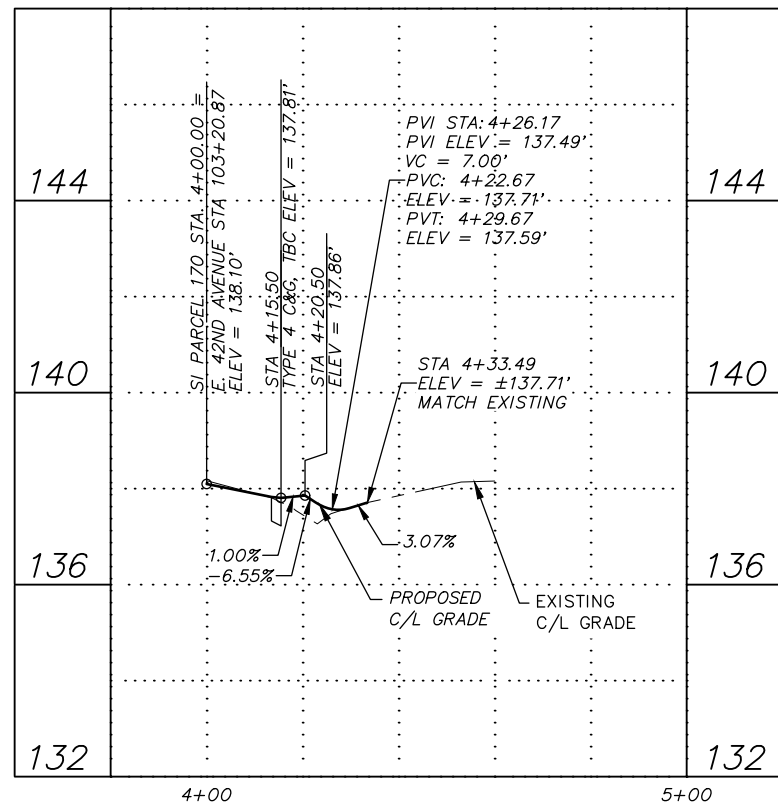 SI PARCEL 170 STA. 4+00.00 =
E. 42ND AVENUE STA 103+20.87
ELEV = 138.10'
STA 4+15.50
TYPE 4 C&G, TBC ELEV = 137.81'
STA 4+20.50
ELEV = 137.86'
PVI STA: 4+26.17
PVI ELEV = 137.49'
VC = 7.00'
PVC: 4+22.67
ELEV = 137.71'
PVT: 4+29.67
ELEV = 137.59'
144
144
STA 4+33.49
ELEV = ±137.71'
MATCH EXISTING
140
140
1.00%
-6.55%
3.07%
136
136
PROPOSED
C/L GRADE
EXISTING
C/L GRADE
132
132
4+00
5+00